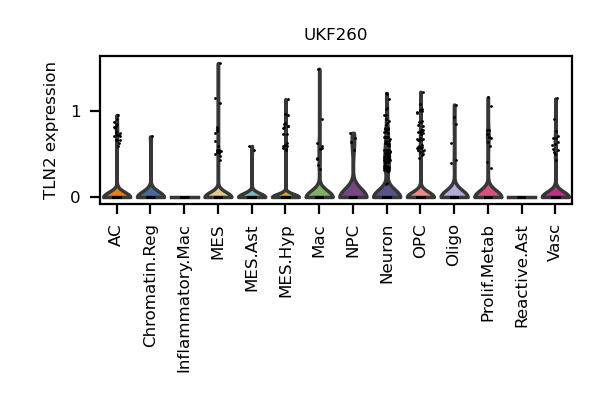 UKF260
TLN2 expression
1
0
AC
Chromatin.Reg
Inflammatory.Mac
MES
MES.Ast
MES.Hyp
Mac
NPC
Neuron
OPC
Oligo
Prolif.Metab
Reactive.Ast
Vasc